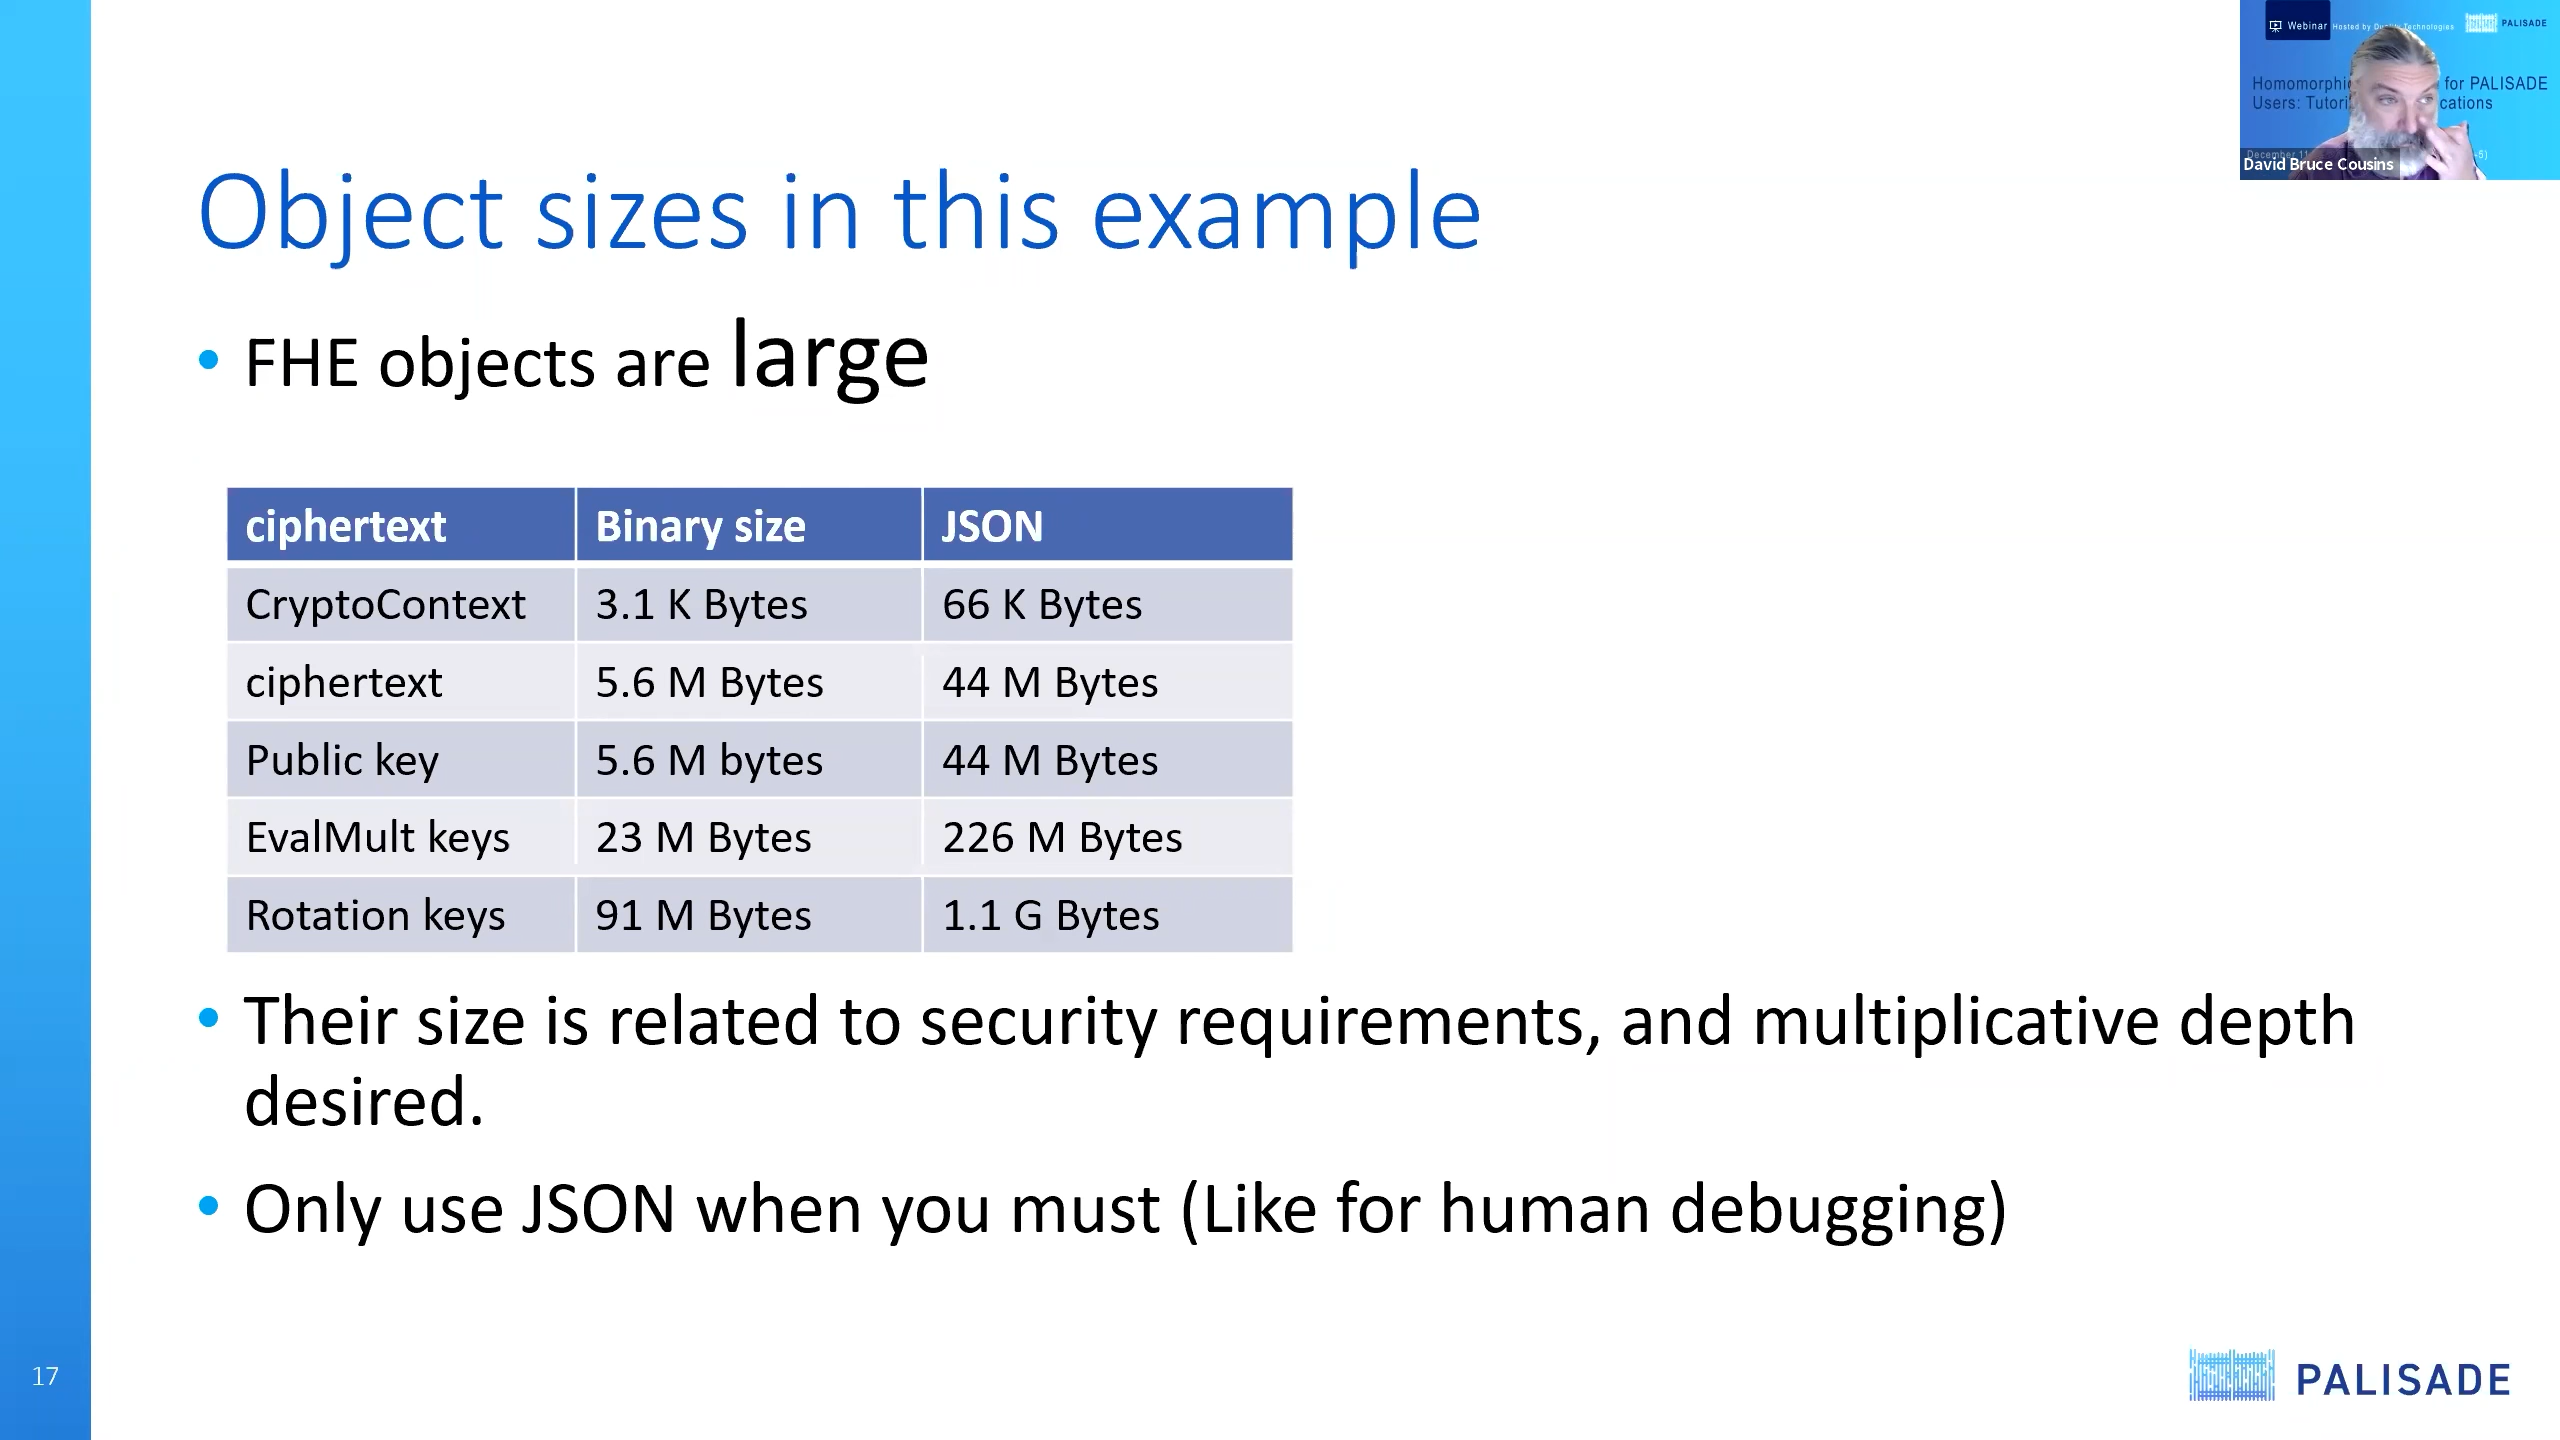 Webinar Hosted by Technologies PALISADE
for PALISADE
Users:
David Bruce Cousins
Object sizes in this example
• FHE objects are large
ciphertext Binary size JSON
CryptoContext 3.1 K Bytes 66 K Bytes
ciphertext 5.6 M Bytes 44 M Bytes
Public key 5.6 M bytes 44 M Bytes
EvalMult keys 23 M Bytes 226 M Bytes
Rotation keys 91 M Bytes 1.1 G Bytes
• Their size is related to security requirements, and multiplicative depth
desired.
• Only use JSON when you must (Like for human debugging)
17
PALISADE